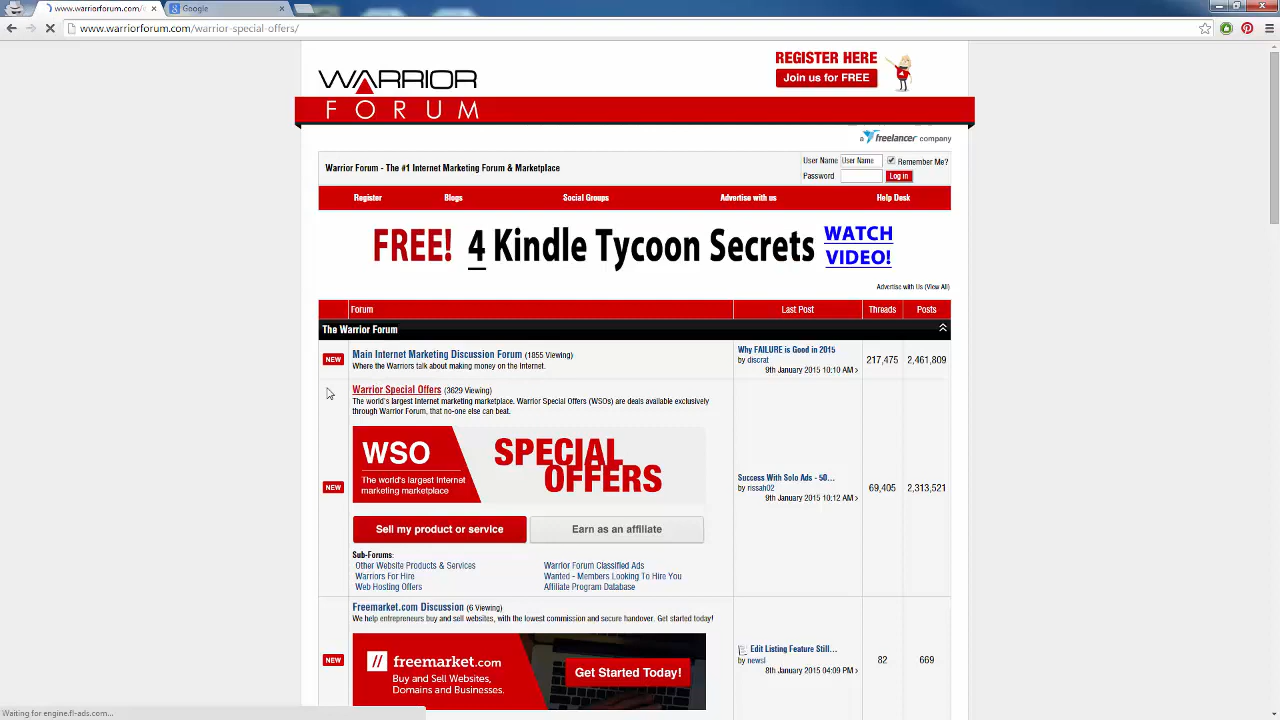 www.warriorforum.com/
Google
www.warriorforum.com/warrior-special-offers/
WARRIOR
FORUM
REGISTER HERE
Join us for FREE
a freelancer company
Warrior Forum - The #1 Internet Marketing Forum & Marketplace
User Name User Name Remember Me?
Password Log in
Register Blogs Social Groups Advertise with us Help Desk
FREE! 4 Kindle Tycoon Secrets WATCH
VIDEO!
Advertise with Us (View All)
Forum Last Post Threads Posts
The Warrior Forum
NEW Main Internet Marketing Discussion Forum (1855 Viewing)
Where the Warriors talk about making money on the Internet.
Why FAILURE is Good in 2015
by discrat
9th January 2015 10:10 AM
217,475 2,461,809
Warrior Special Offers (3629 Viewing)
The world's largest Internet marketing marketplace. Warrior Special Offers (WSOs) are deals available exclusively
through Warrior Forum, that no-one else can beat.
WSO
The world's largest Internet
marketing marketplace
SPECIAL
OFFERS
NEW
Success With Solo Ads - 50...
by rissah02
9th January 2015 10:12 AM
69,405 2,313,521
Sell my product or service Earn as an affiliate
Sub-Forums:
Other Website Products & Services Warrior Forum Classified Ads
Warriors For Hire Wanted - Members Looking To Hire You
Web Hosting Offers Affiliate Program Database
Freemarket.com Discussion (6 Viewing)
We help entrepreneurs buy and sell websites, with the lowest commission and secure handover. Get started today!
NEW
// freemarket.com
Buy and Sell Websites,
Domains and Businesses.
Get Started Today!
Edit Listing Feature Still...
by newsl
8th January 2015 04:09 PM
82 669
Waiting for engine.fl-ads.com...